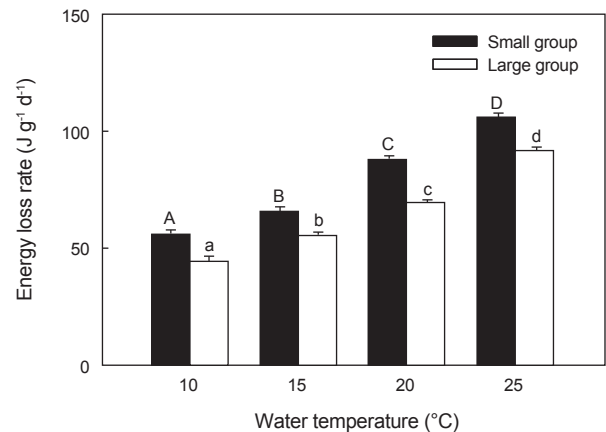 150
100
50
0
Energy loss rate (J g⁻¹ d⁻¹)
Small group
Large group
A
a
B
b
C
c
D
d
10
15
20
25
Water temperature (°C)